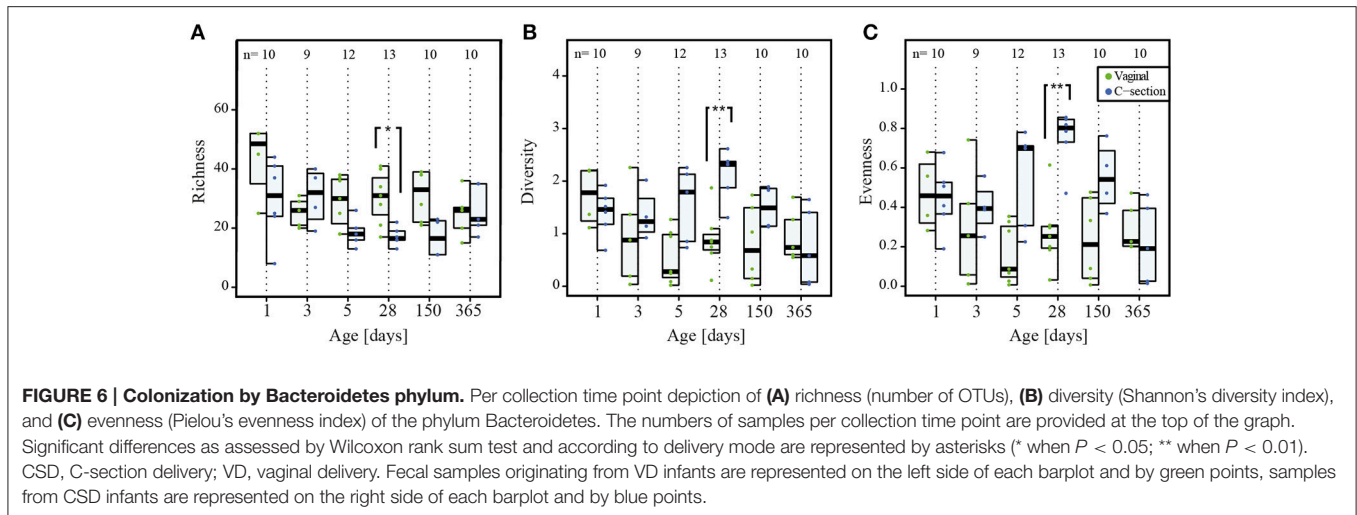 A
n= 10 9 12 13 10 10
60
40
20
0
Richness
*
1 3 5 28 150 365
Age [days]
B
n= 10 9 12 13 10 10
4
3
2
1
0
Diversity
**
1 3 5 28 150 365
Age [days]
C
n= 10 9 12 13 10 10
Vaginal
C-section
1.0
0.8
0.6
0.4
0.2
0.0
Evenness
**
1 3 5 28 150 365
Age [days]
FIGURE 6 | Colonization by Bacteroidetes phylum. Per collection time point depiction of (A) richness (number of OTUs), (B) diversity (Shannon's diversity index),
and (C) evenness (Pielou's evenness index) of the phylum Bacteroidetes. The numbers of samples per collection time point are provided at the top of the graph.
Significant differences as assessed by Wilcoxon rank sum test and according to delivery mode are represented by asterisks (* when P < 0.05; ** when P < 0.01).
CSD, C-section delivery; VD, vaginal delivery. Fecal samples originating from VD infants are represented on the left side of each barplot and by green points, samples
from CSD infants are represented on the right side of each barplot and by blue points.